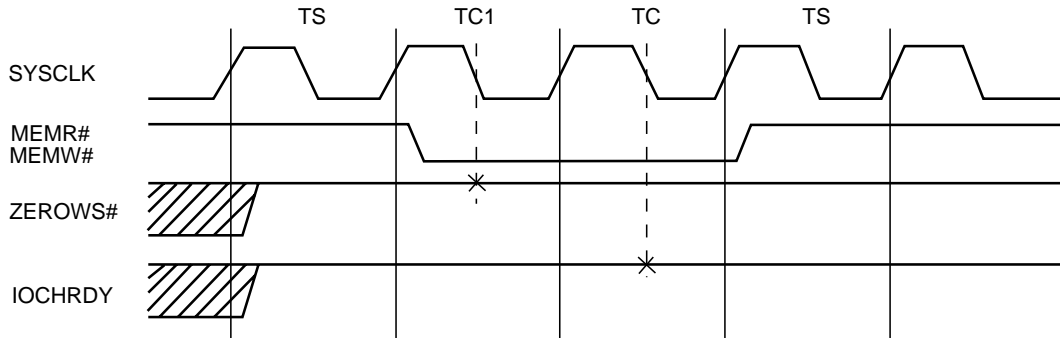 TS TC1 TC TS
SYSCLK
MEMR#
MEMW#
ZEROWS#
IOCHRDY